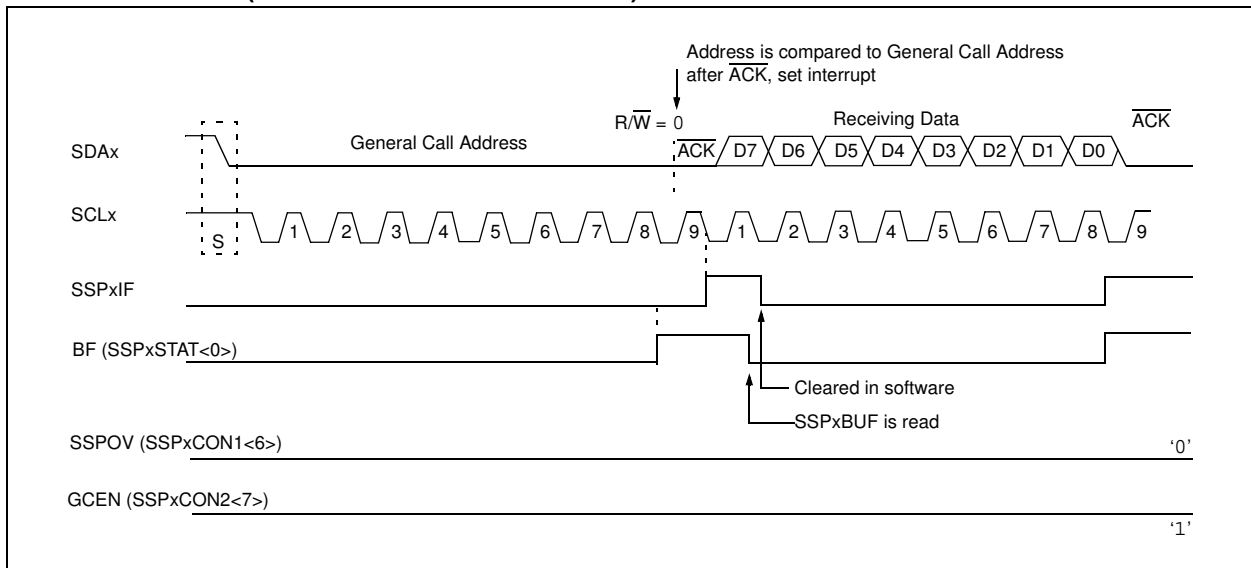 Address is compared to General Call Address
after ACK, set interrupt
R/W = 0
Receiving Data
ACK
SDAx
General Call Address
ACK
D7
D6
D5
D4
D3
D2
D1
D0
SCLx
S
1
2
3
4
5
6
7
8
9
1
2
3
4
5
6
7
8
9
SSPxIF
BF (SSPxSTAT<0>)
Cleared in software
SSPxBUF is read
SSPOV (SSPxCON1<6>)
‘0’
GCEN (SSPxCON2<7>)
‘1’